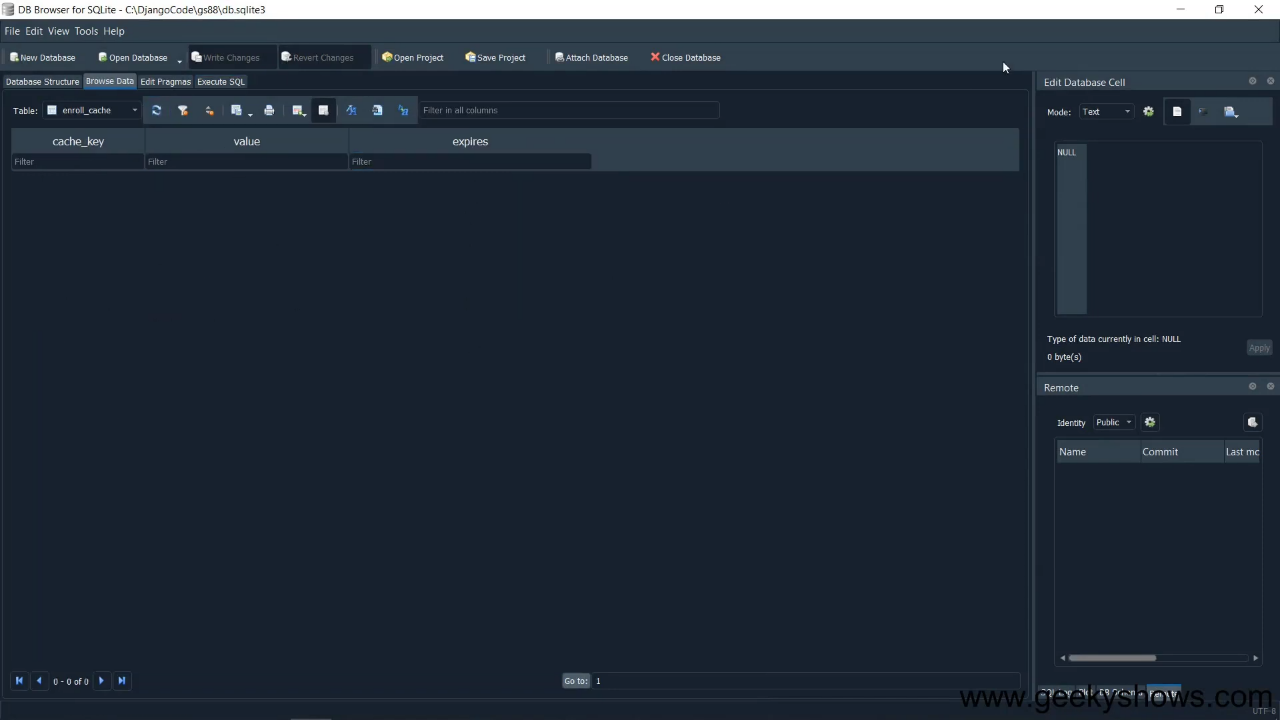 DB Browser for SQLite - C:\DjangoCode\gs88\db.sqlite3
File Edit View Tools Help
New Database Open Database Write Changes Revert Changes Open Project Save Project Attach Database Close Database
Database Structure Browse Data Edit Pragmas Execute SQL
Edit Database Cell
Table: enroll_cache Filter in all columns
Mode: Text
cache_key value expires
Filter Filter Filter
NULL
Type of data currently in cell: NULL
0 byte(s)
Apply
Remote
Identity Public
Name Commit Last mo
0 - 0 of 0
Go to: 1
www.geekyshows.com
UTF-8